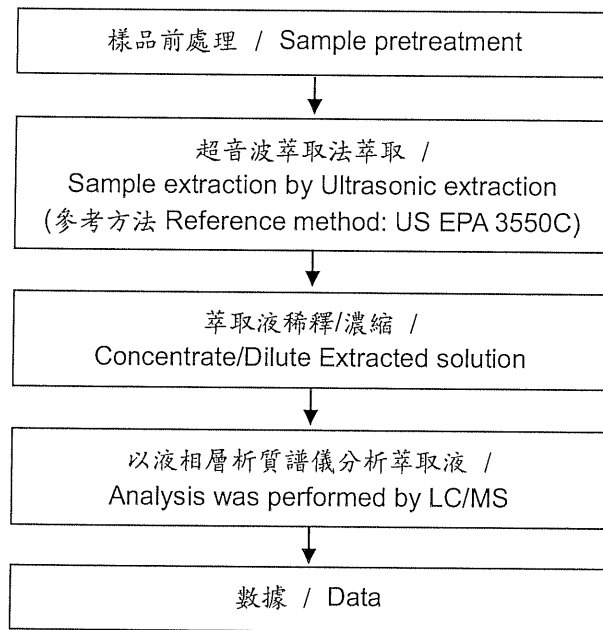 樣品前處理 / Sample pretreatment
超音波萃取法萃取 /
Sample extraction by Ultrasonic extraction
(參考方法 Reference method: US EPA 3550C)
萃取液稀釋/濃縮 /
Concentrate/Dilute Extracted solution
以液相層析質譜儀分析萃取液 /
Analysis was performed by LC/MS
數據 / Data